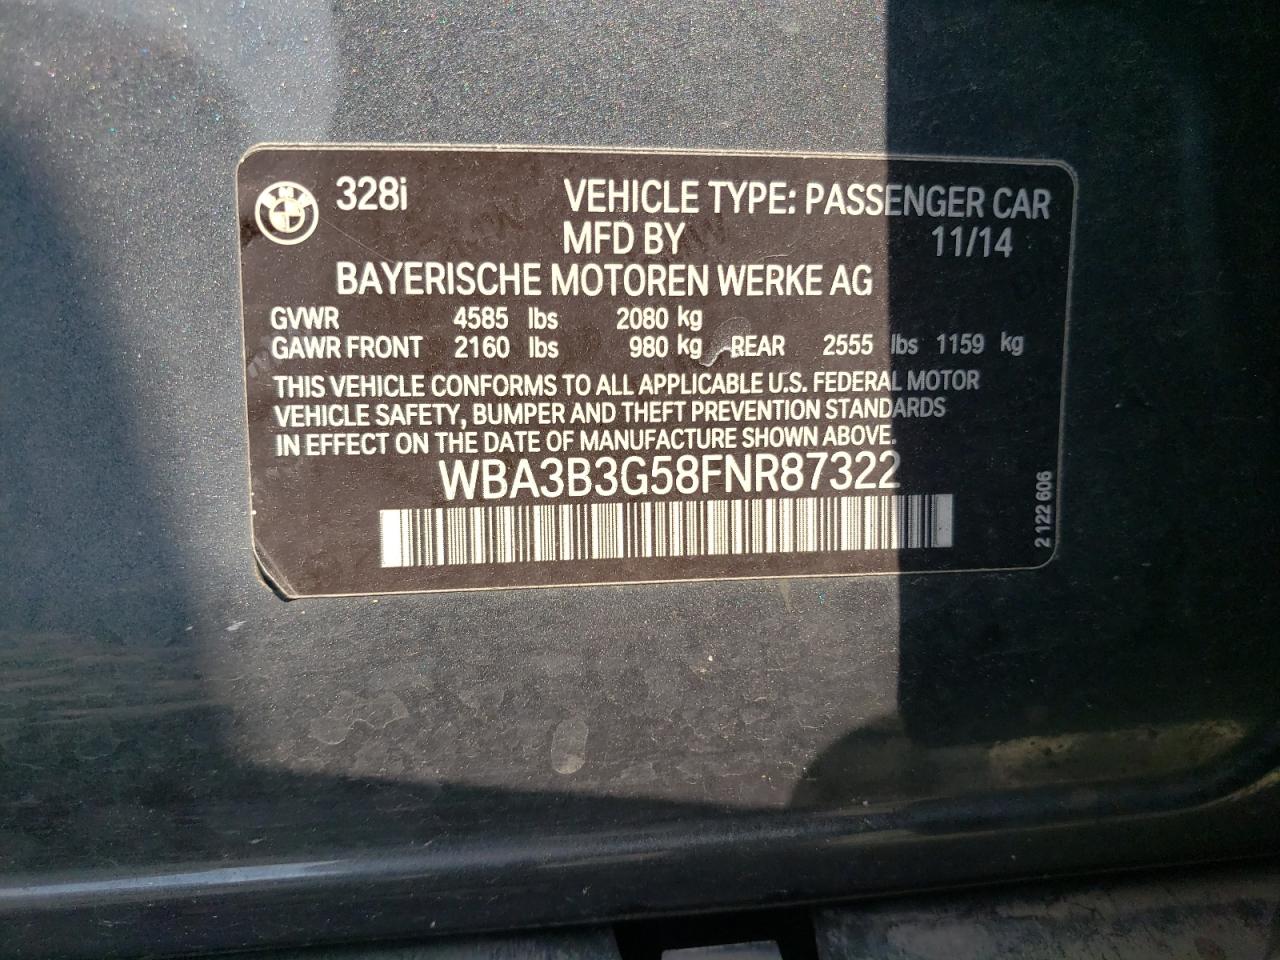 328i VEHICLE TYPE: PASSENGER CAR
MFD BY 11/14
BAYERISCHE MOTOREN WERKE AG
GVWR 4585 lbs 2080 kg
GAWR FRONT 2160 lbs 980 kg REAR 2555 lbs 1159 kg
THIS VEHICLE CONFORMS TO ALL APPLICABLE U.S. FEDERAL MOTOR
VEHICLE SAFETY, BUMPER AND THEFT PREVENTION STANDARDS
IN EFFECT ON THE DATE OF MANUFACTURE SHOWN ABOVE.
WBA3B3G58FNR87322
2 122 606